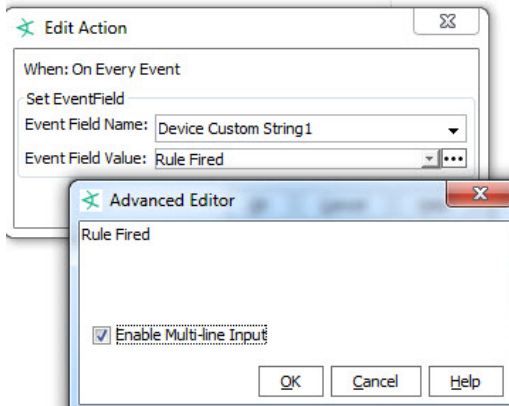 Edit Action
When: On Every Event
Set EventField
Event Field Name: Device Custom String1
Event Field Value: Rule Fired
Advanced Editor
Rule Fired
Enable Multi-line Input
OK Cancel Help